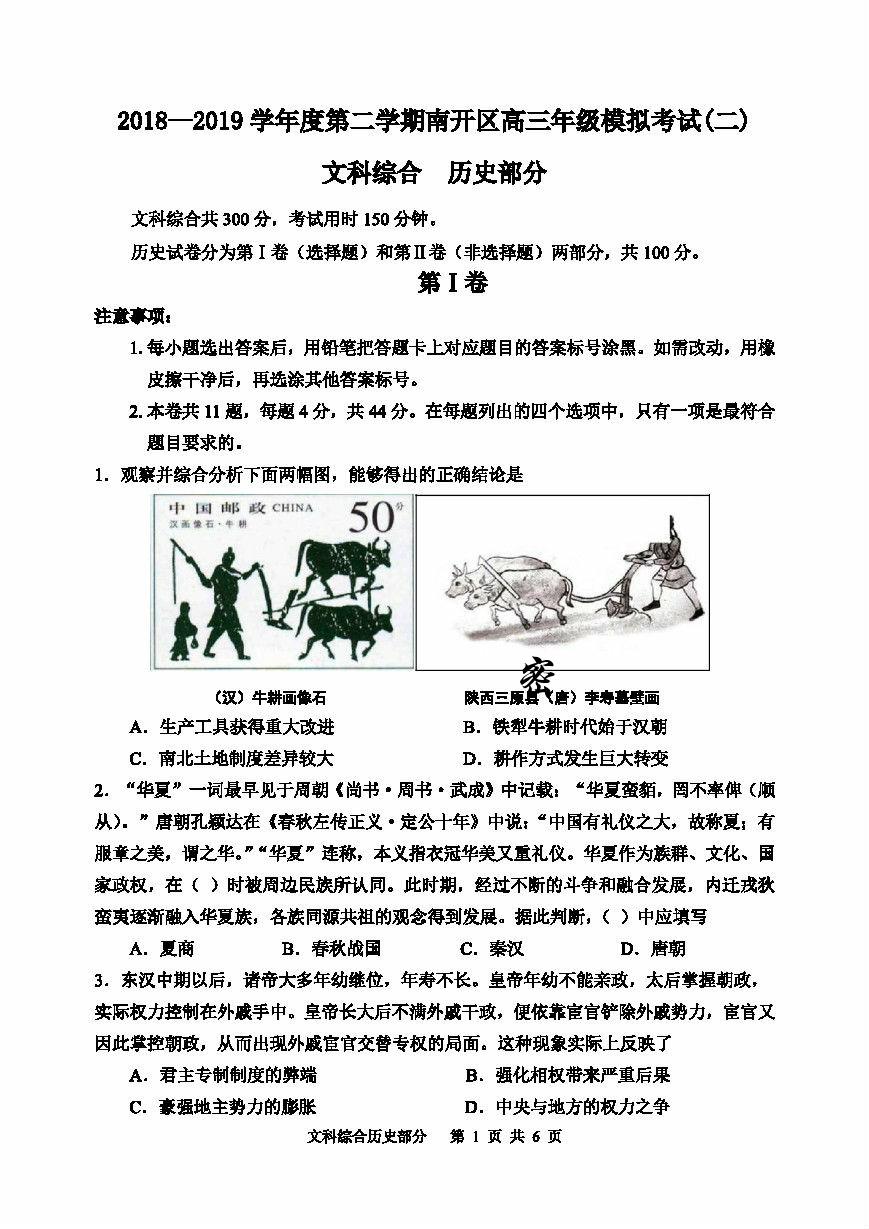 2018—2019 学年度第二学期南开区高三年级模拟考试(二)
文科综合 历史部分
文科综合共 300 分，考试用时 150 分钟。
历史试卷分为第Ⅰ卷（选择题）和第Ⅱ卷（非选择题）两部分，共 100 分。
第Ⅰ卷
注意事项：
1. 每小题选出答案后，用铅笔把答题卡上对应题目的答案标号涂黑。如需改动，用橡
皮擦干净后，再选涂其他答案标号。
2. 本卷共 11 题，每题 4 分，共 44 分。在每题列出的四个选项中，只有一项是最符合
题目要求的。
1．观察并综合分析下面两幅图，能够得出的正确结论是
中国邮政 CHINA 50分
汉画像石·牛耕
密
（汉）牛耕画像石 陕西三原县（唐）李寿墓壁画
A．生产工具获得重大改进 B．铁犁牛耕时代始于汉朝
C．南北土地制度差异较大 D．耕作方式发生巨大转变
2．“华夏”一词最早见于周朝《尚书·周书·武成》中记载：“华夏蛮貊，罔不率俾（顺
从）。”唐朝孔颖达在《春秋左传正义·定公十年》中说：“中国有礼仪之大，故称夏；有
服章之美，谓之华。”“华夏”连称，本义指衣冠华美又重礼仪。华夏作为族群、文化、国
家政权，在（ ）时被周边民族所认同。此时期，经过不断的斗争和融合发展，内迁戎狄
蛮夷逐渐融入华夏族，各族同源共祖的观念得到发展。据此判断，（ ）中应填写
A．夏商 B．春秋战国 C．秦汉 D．唐朝
3．东汉中期以后，诸帝大多年幼继位，年寿不长。皇帝年幼不能亲政，太后掌握朝政，
实际权力控制在外戚手中。皇帝长大后不满外戚干政，便依靠宦官铲除外戚势力，宦官又
因此掌控朝政，从而出现外戚宦官交替专权的局面。这种现象实际上反映了
A．君主专制制度的弊端 B．强化相权带来严重后果
C．豪强地主势力的膨胀 D．中央与地方的权力之争
文科综合历史部分 第 1 页 共 6 页